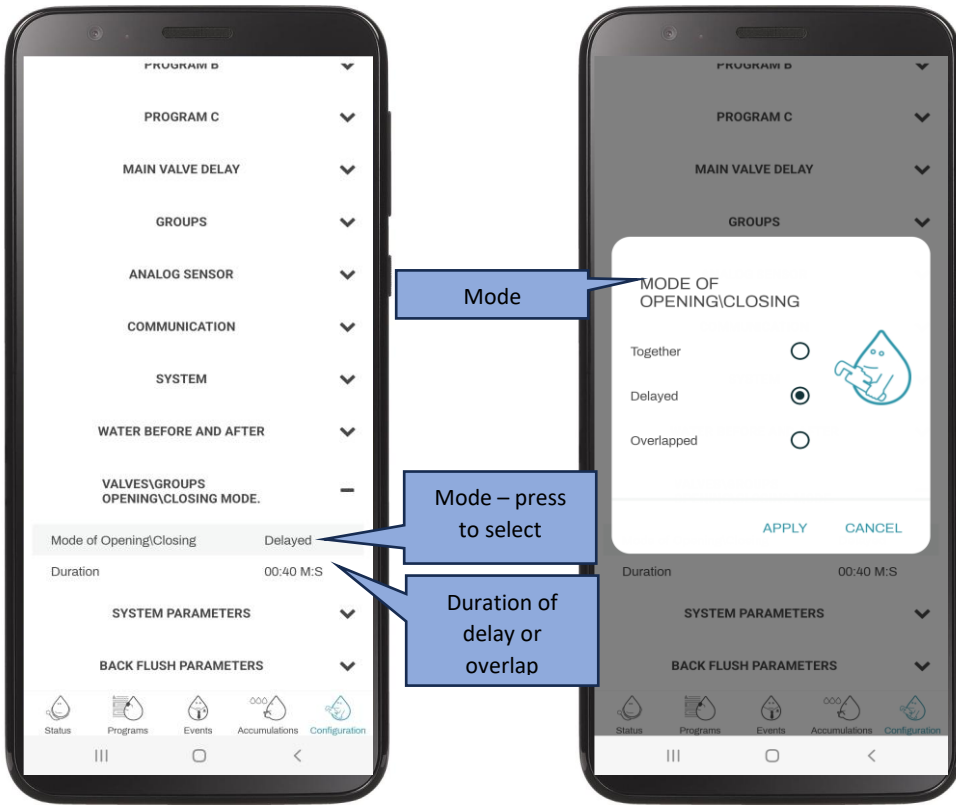 PROGRAM B
PROGRAM C
MAIN VALVE DELAY
GROUPS
ANALOG SENSOR
COMMUNICATION
SYSTEM
WATER BEFORE AND AFTER
VALVES\GROUPS
OPENING\CLOSING MODE.
Mode of Opening\Closing Delayed
Duration 00:40 M:S
SYSTEM PARAMETERS
BACK FLUSH PARAMETERS
Status Programs Events Accumulations Configuration
Mode
Mode – press
to select
Duration of
delay or
overlap
PROGRAM B
PROGRAM C
MAIN VALVE DELAY
GROUPS
MODE OF
OPENING\CLOSING
Together
Delayed
Overlapped
APPLY CANCEL
Duration 00:40 M:S
SYSTEM PARAMETERS
BACK FLUSH PARAMETERS
Status Programs Events Accumulations Configuration